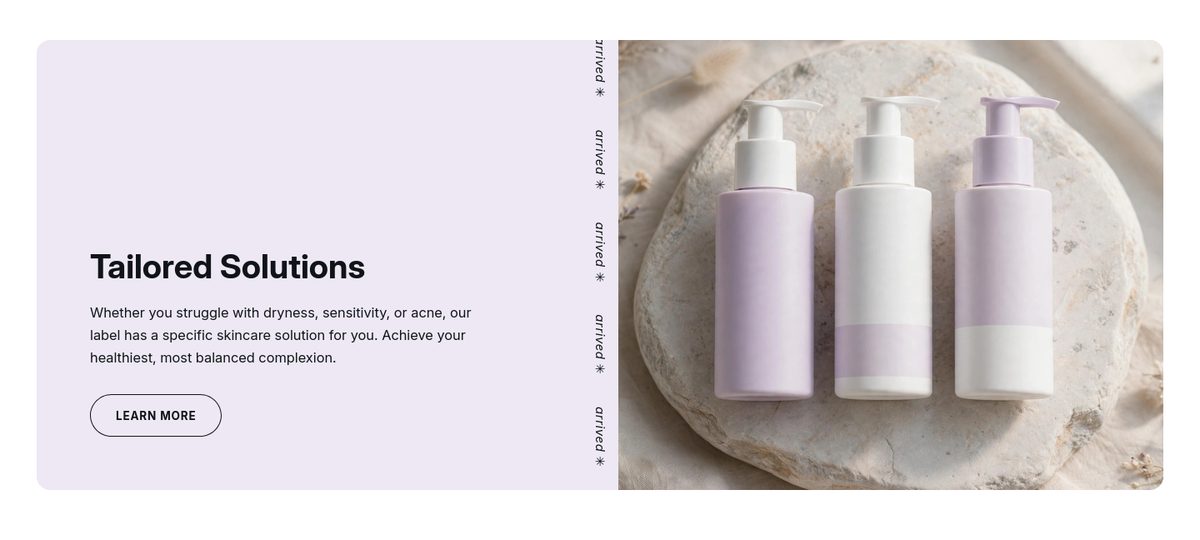 Tailored Solutions
Whether you struggle with dryness, sensitivity, or acne, our
label has a specific skincare solution for you. Achieve your
healthiest, most balanced complexion.
LEARN MORE
arrived ✳ arrived ✳ arrived ✳ arrived ✳ arrived ✳